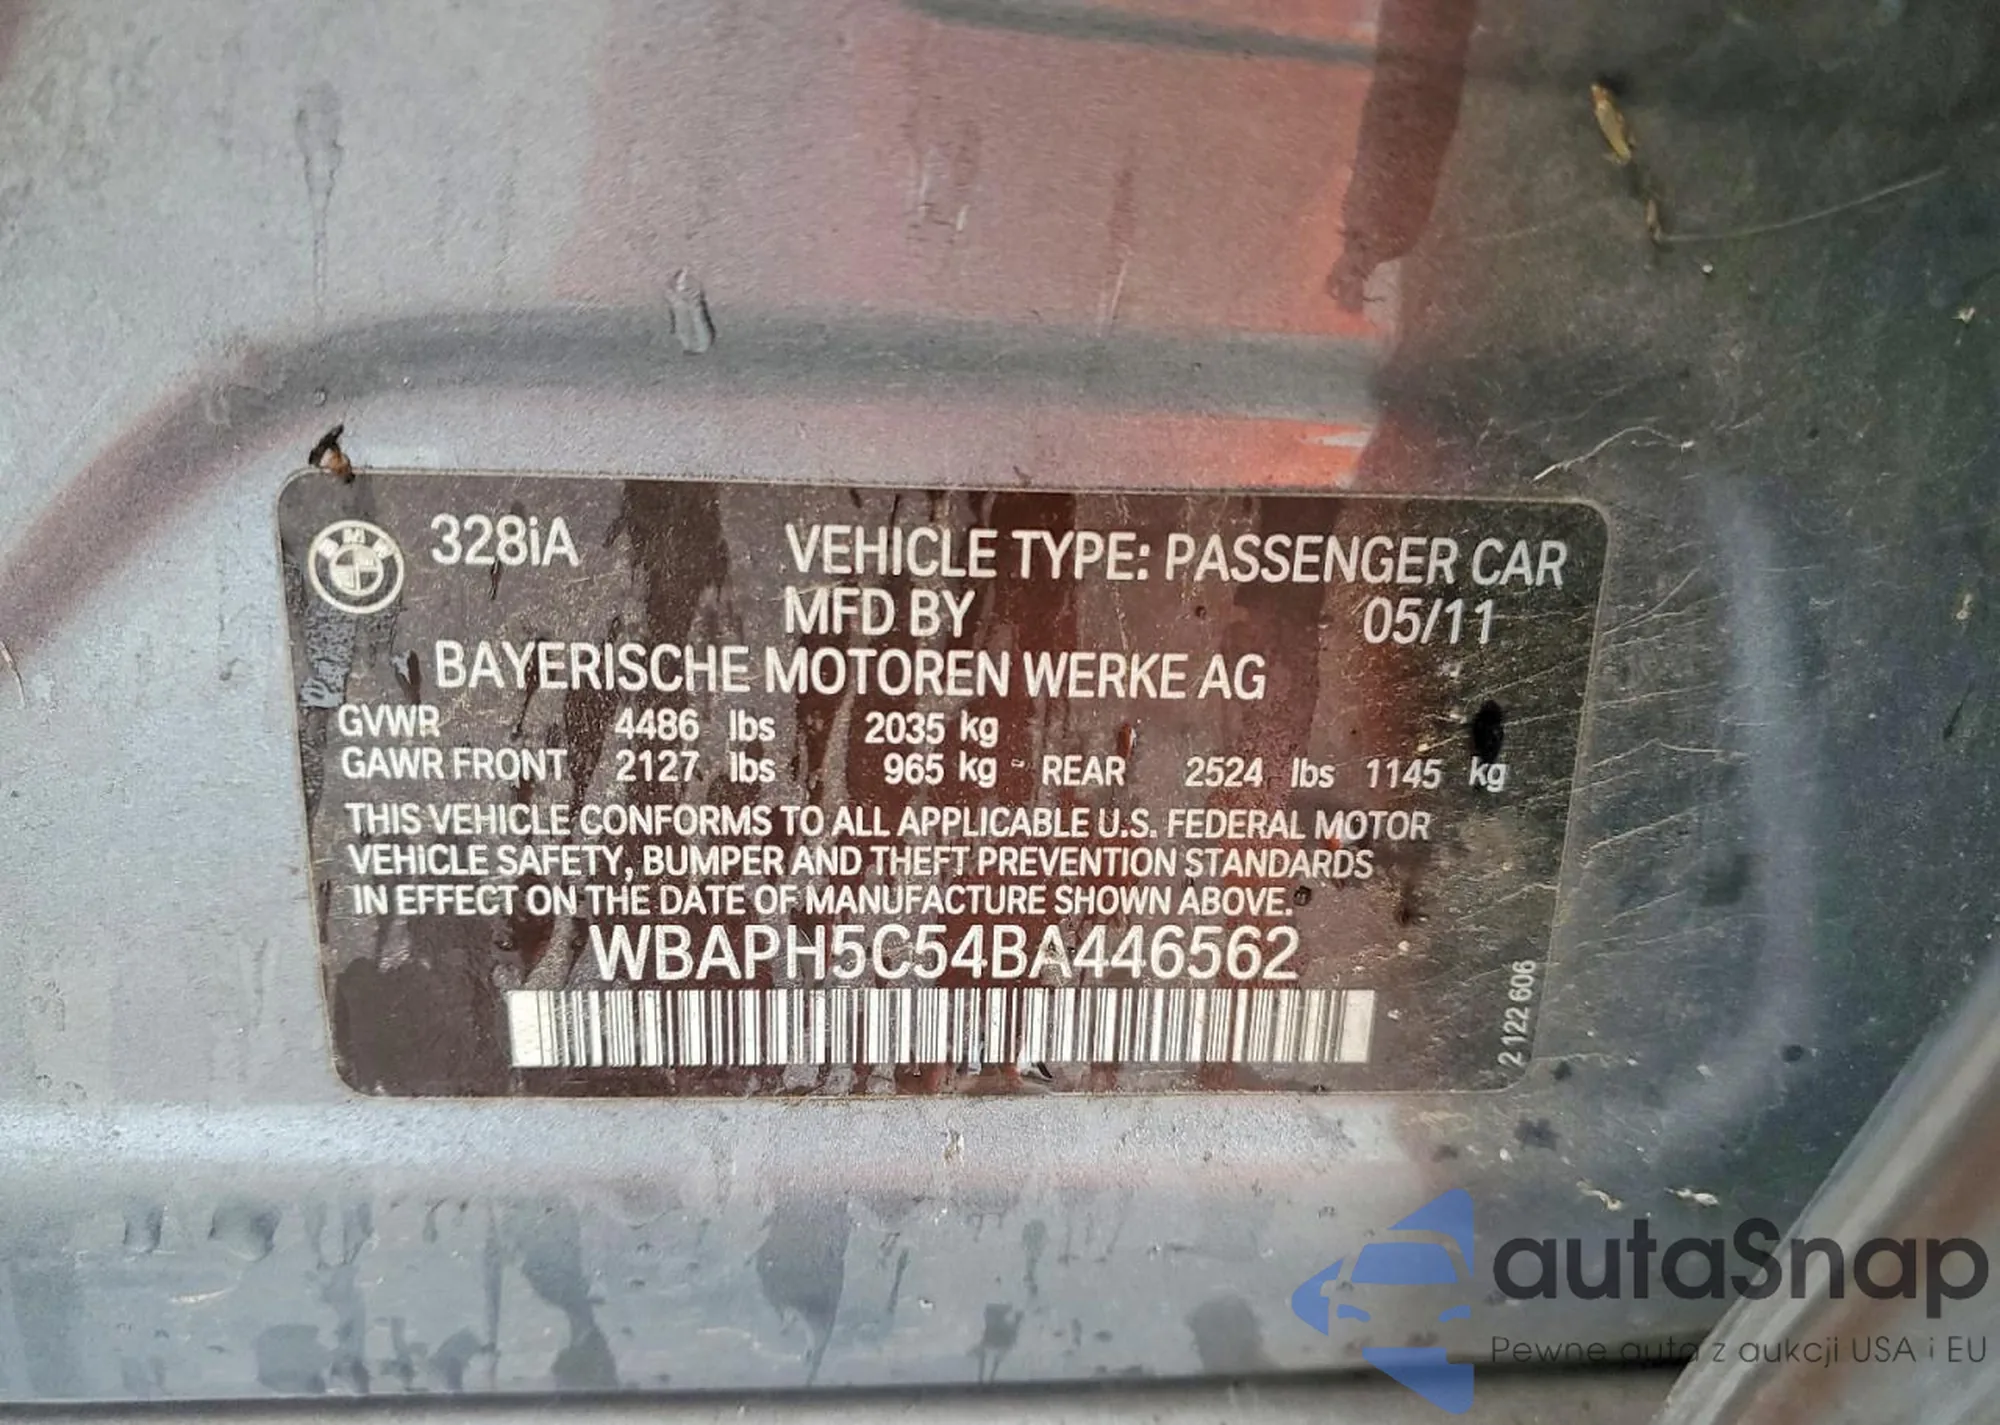 BMW 328iA VEHICLE TYPE: PASSENGER CAR
MFD BY 05/11
BAYERISCHE MOTOREN WERKE AG
GVWR 4486 lbs 2035 kg
GAWR FRONT 2127 lbs 965 kg - REAR 2524 lbs 1145 kg
THIS VEHICLE CONFORMS TO ALL APPLICABLE U.S. FEDERAL MOTOR
VEHICLE SAFETY, BUMPER AND THEFT PREVENTION STANDARDS
IN EFFECT ON THE DATE OF MANUFACTURE SHOWN ABOVE.
WBAPH5C54BA446562
2 122 606
autaSnap
Pewne auta z aukcji USA i EU